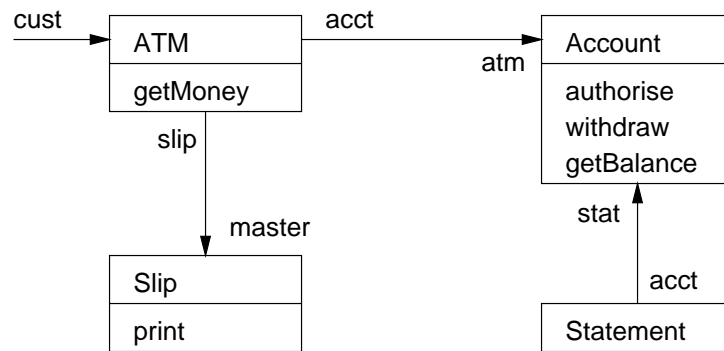 cust
acct
ATM
Account
atm
getMoney
authorise
slip
withdraw
getBalance
stat
master
Slip
acct
print
Statement